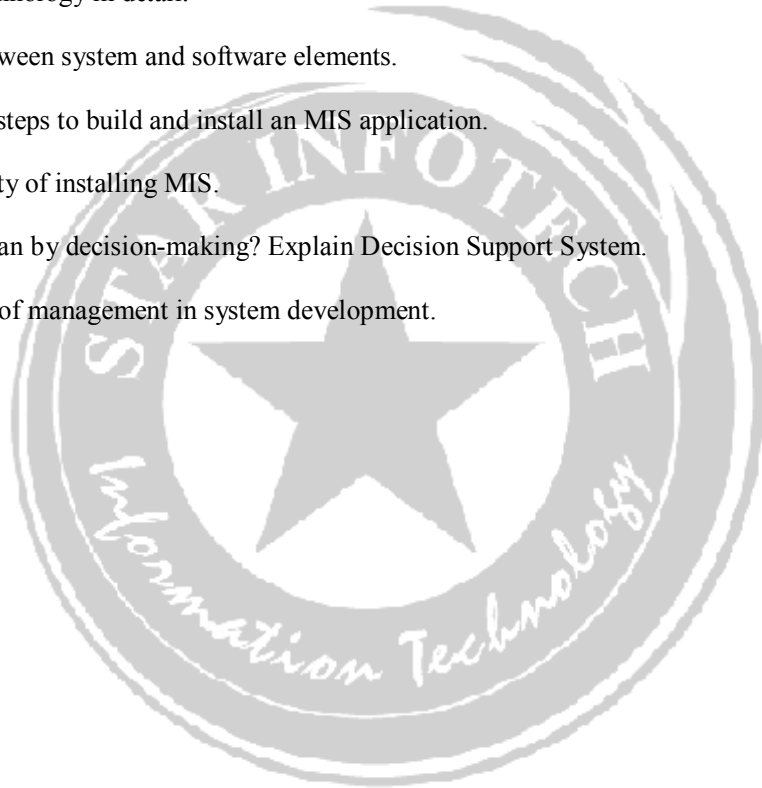 nology in detail.
ween system and software elements.
steps to build and install an MIS application.
ty of installing MIS.
an by decision-making? Explain Decision Support System.
of management in system development.
STAR INFOTECH
Information Technology